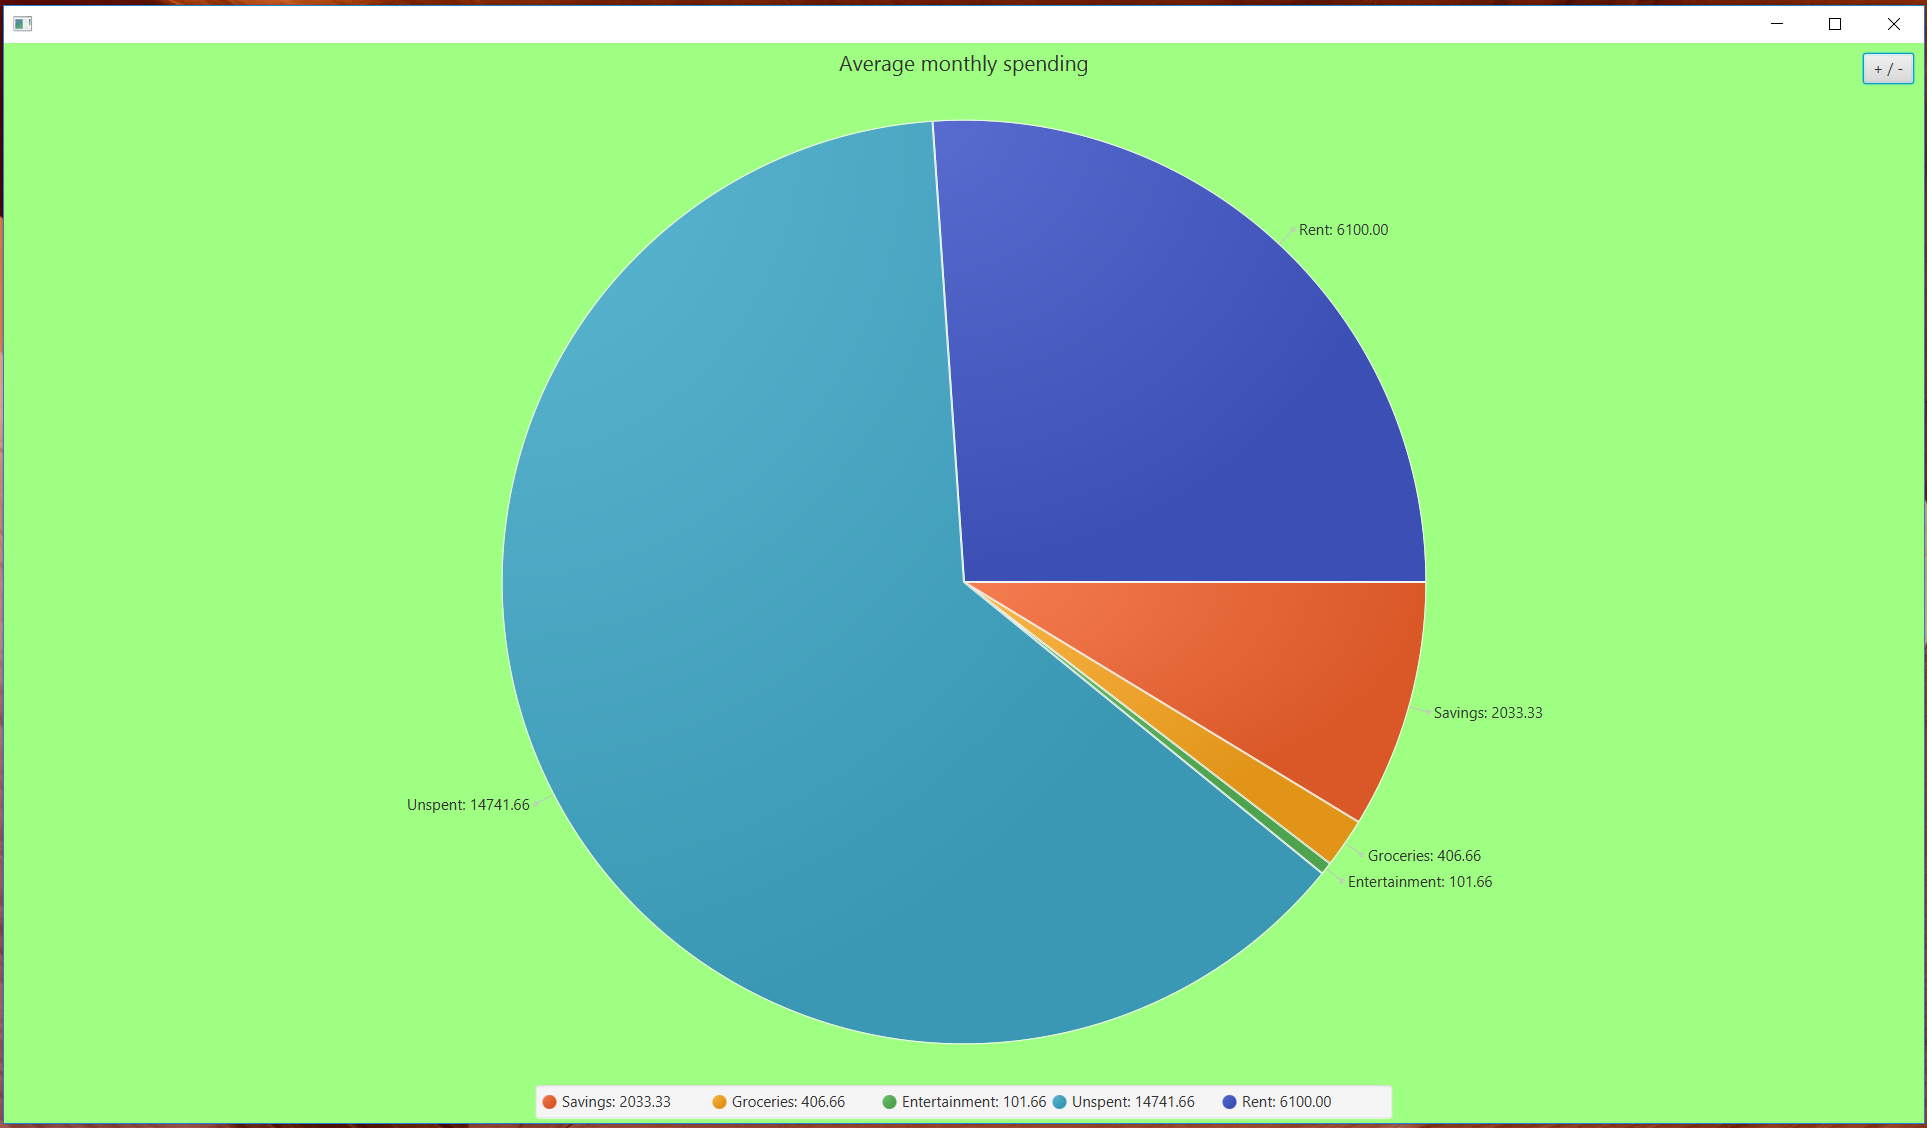 Average monthly spending
+ / -
Rent: 6100.00
Savings: 2033.33
Unspent: 14741.66
Groceries: 406.66
Entertainment: 101.66
Savings: 2033.33 Groceries: 406.66 Entertainment: 101.66 Unspent: 14741.66 Rent: 6100.00